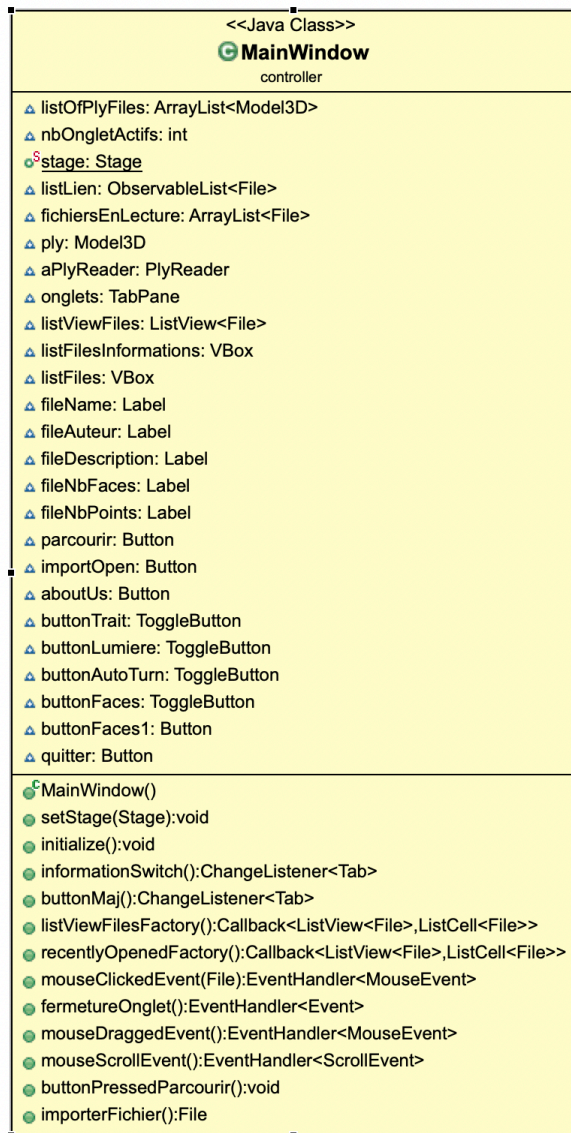 <<Java Class>>
C MainWindow
controller
listOfPlyFiles: ArrayList<Model3D>
nbOngletActifs: int
S stage: Stage
listLien: ObservableList<File>
fichiersEnLecture: ArrayList<File>
ply: Model3D
aPlyReader: PlyReader
onglets: TabPane
listViewFiles: ListView<File>
listFilesInformations: VBox
listFiles: VBox
fileName: Label
fileAuteur: Label
fileDescription: Label
fileNbFaces: Label
fileNbPoints: Label
parcourir: Button
importOpen: Button
aboutUs: Button
buttonTrait: ToggleButton
buttonLumiere: ToggleButton
buttonAutoTurn: ToggleButton
buttonFaces: ToggleButton
buttonFaces1: Button
quitter: Button
C MainWindow()
setStage(Stage):void
initialize():void
informationSwitch():ChangeListener<Tab>
buttonMaj():ChangeListener<Tab>
listViewFilesFactory():Callback<ListView<File>,ListCell<File>>
recentlyOpenedFactory():Callback<ListView<File>,ListCell<File>>
mouseClickedEvent(File):EventHandler<MouseEvent>
fermetureOnglet():EventHandler<Event>
mouseDraggedEvent():EventHandler<MouseEvent>
mouseScrollEvent():EventHandler<ScrollEvent>
buttonPressedParcourir():void
importerFichier():File